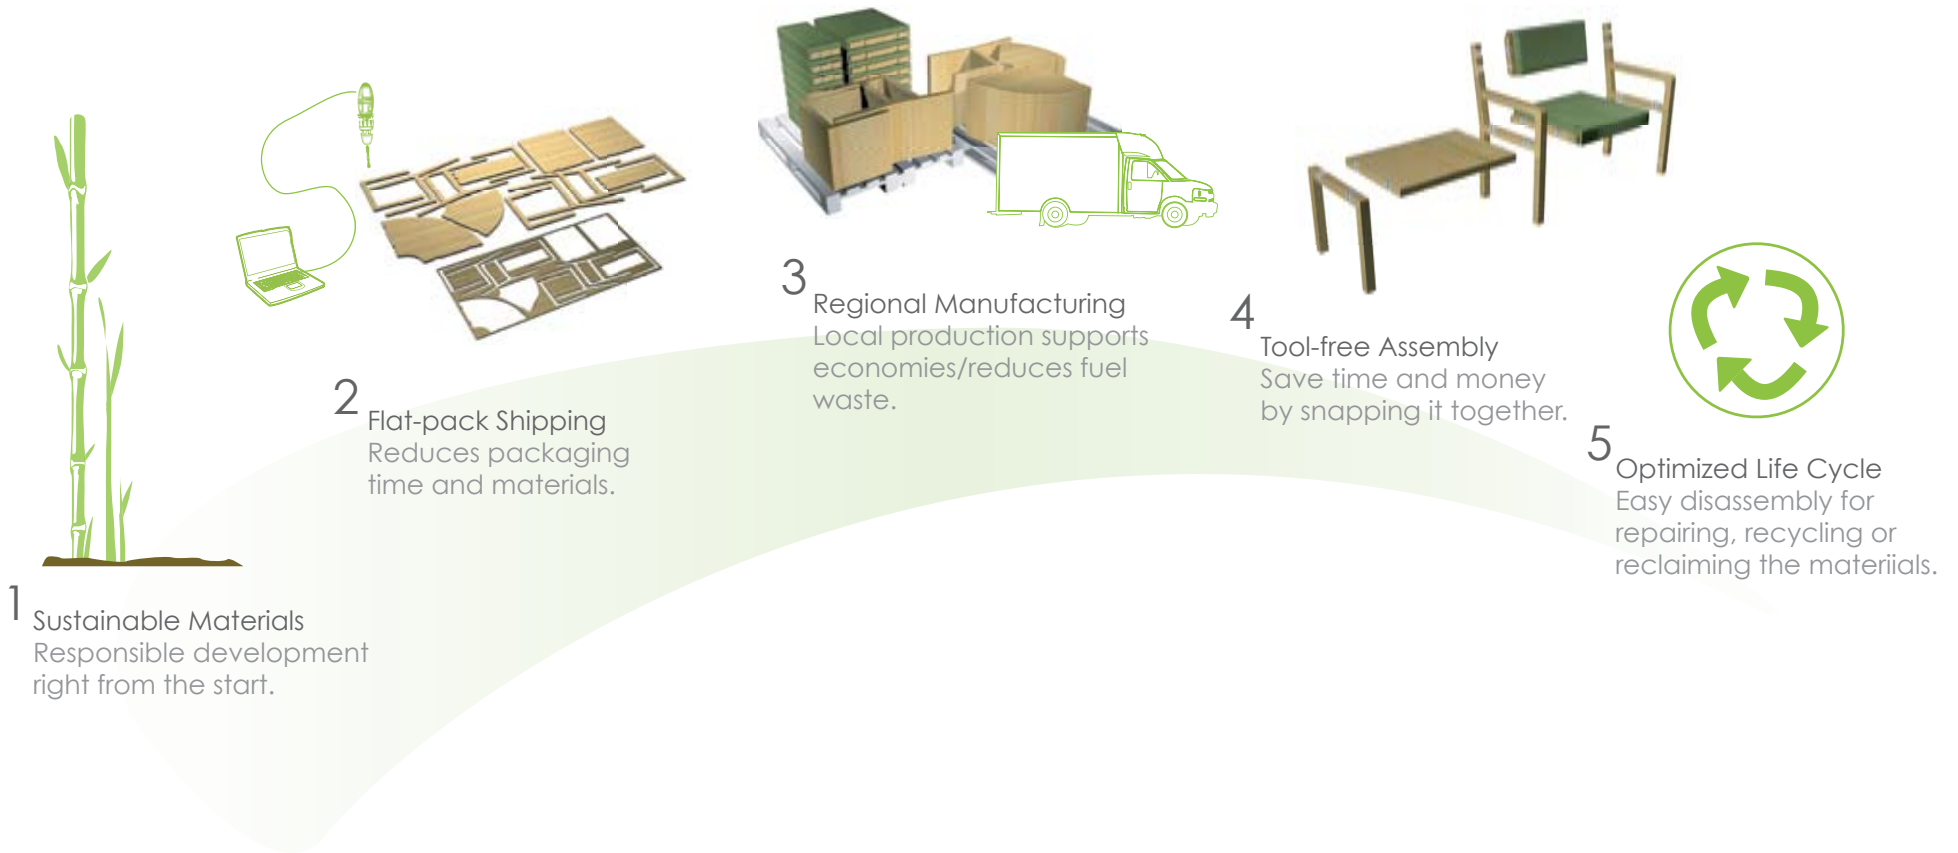 1
Sustainable Materials
Responsible development
right from the start.
2
Flat-pack Shipping
Reduces packaging
time and materials.
3
Regional Manufacturing
Local production supports
economies/reduces fuel
waste.
4
Tool-free Assembly
Save time and money
by snapping it together.
5
Optimized Life Cycle
Easy disassembly for
repairing, recycling or
reclaiming the materiials.